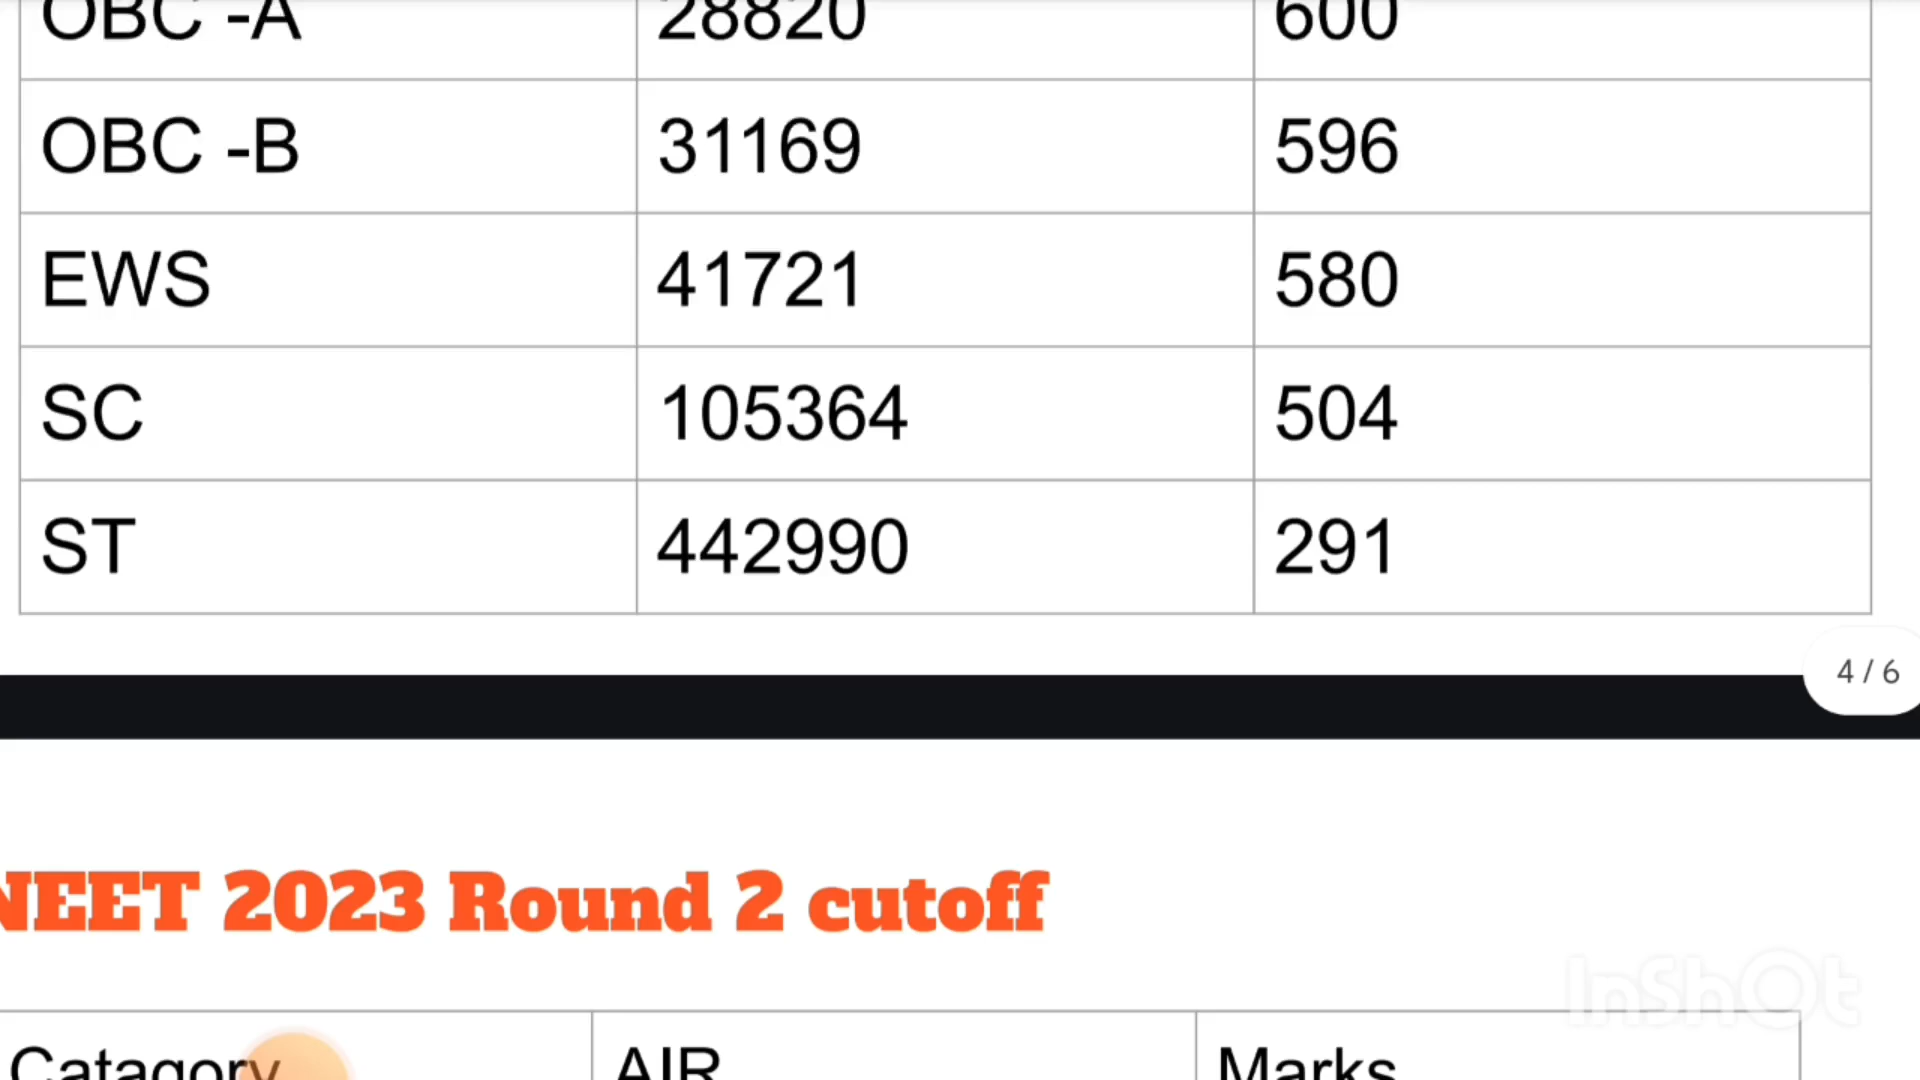 OBC -A 28820 600
OBC -B 31169 596
EWS 41721 580
SC 105364 504
ST 442990 291
4 / 6
NEET 2023 Round 2 cutoff
InShOt
Catagory AIR Marks